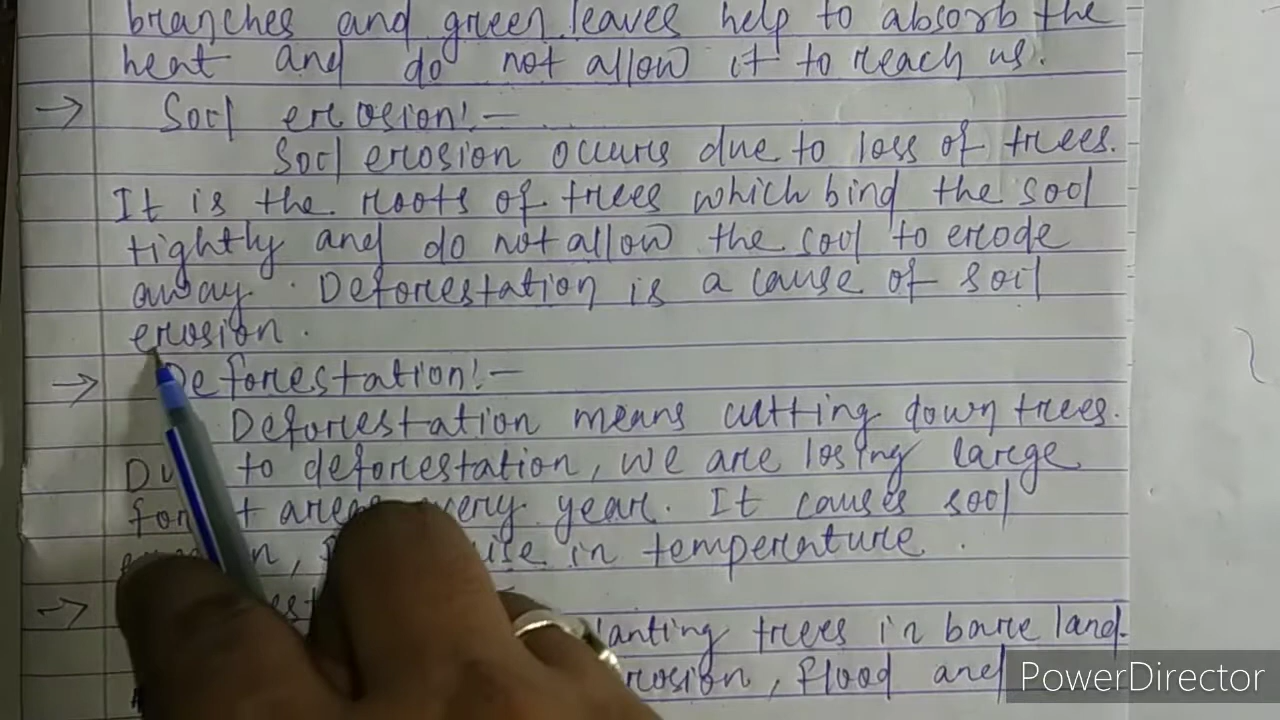 branches and green leaves help to absorb the
heat and do not allow it to reach us.
→ Soil erosion:-
Soil erosion occurs due to loss of trees.
It is the roots of trees which bind the soil
tightly and do not allow the soil to erode
away. Deforestation is a cause of soil
erosion.
→ Deforestation:-
Deforestation means cutting down trees.
to deforestation, we are losing large
every year. It causes soil
in temperature.
→
planting trees in bare land.
erosion, flood and
PowerDirector